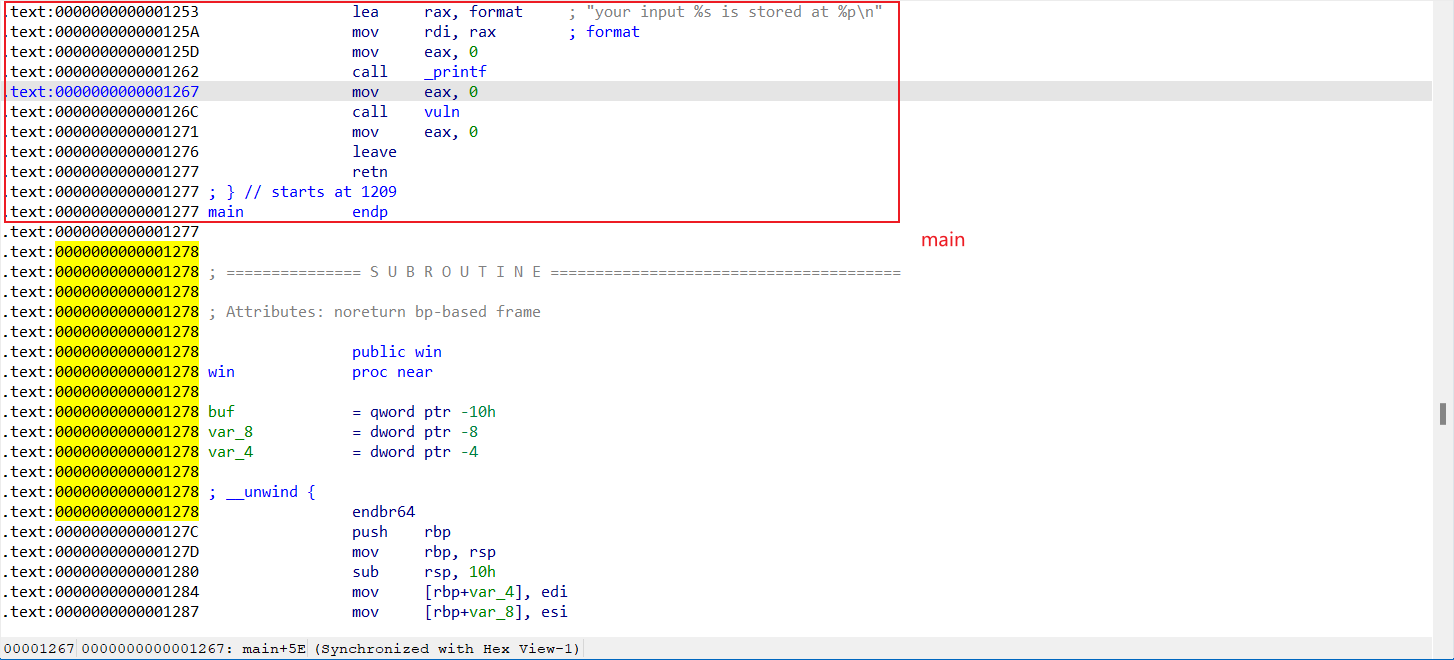 .text:0000000000001253 lea rax, format ; "your input %s is stored at %p\n"
.text:000000000000125A mov rdi, rax ; format
.text:000000000000125D mov eax, 0
.text:0000000000001262 call _printf
.text:0000000000001267 mov eax, 0
.text:000000000000126C call vuln
.text:0000000000001271 mov eax, 0
.text:0000000000001276 leave
.text:0000000000001277 retn
.text:0000000000001277 ; } // starts at 1209
.text:0000000000001277 main endp
.text:0000000000001277
main
.text:0000000000001278
.text:0000000000001278 ; =============== S U B R O U T I N E =======================================
.text:0000000000001278
.text:0000000000001278 ; Attributes: noreturn bp-based frame
.text:0000000000001278
.text:0000000000001278 public win
.text:0000000000001278 win proc near
.text:0000000000001278
.text:0000000000001278 buf = qword ptr -10h
.text:0000000000001278 var_8 = dword ptr -8
.text:0000000000001278 var_4 = dword ptr -4
.text:0000000000001278
.text:0000000000001278 ; __unwind {
.text:0000000000001278 endbr64
.text:000000000000127C push rbp
.text:000000000000127D mov rbp, rsp
.text:0000000000001280 sub rsp, 10h
.text:0000000000001284 mov [rbp+var_4], edi
.text:0000000000001287 mov [rbp+var_8], esi
00001267 0000000000001267: main+5E (Synchronized with Hex View-1)